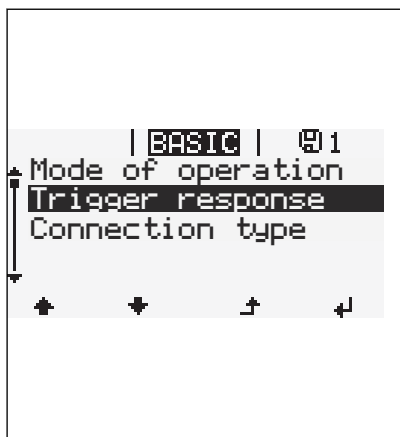 | BASIC | 1
Mode of operation
Trigger response
Connection type